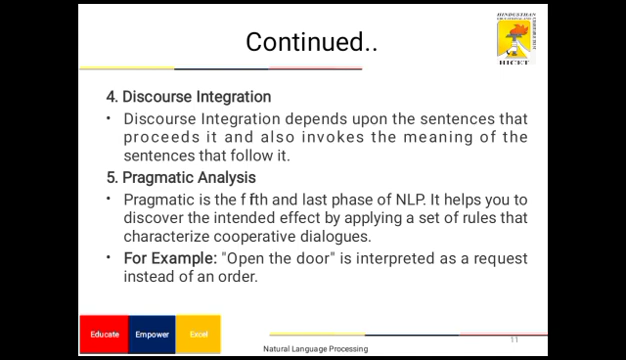 Continued..
HINDUSTHAN
HICET
4. Discourse Integration
• Discourse Integration depends upon the sentences that
proceeds it and also invokes the meaning of the
sentences that follow it.
5. Pragmatic Analysis
• Pragmatic is the f fth and last phase of NLP. It helps you to
discover the intended effect by applying a set of rules that
characterize cooperative dialogues.
• For Example: "Open the door" is interpreted as a request
instead of an order.
Educate Empower Excel
Natural Language Processing
11